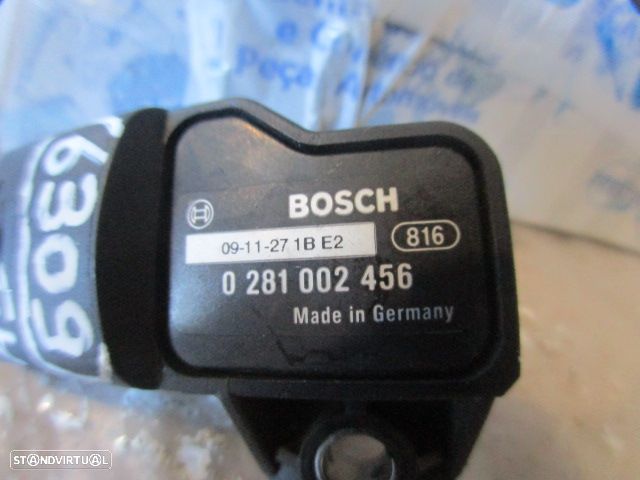 BOSCH
09-11-27 1B E2
816
0 281 002 456
Made in Germany
6309
STANDVIRTUAL